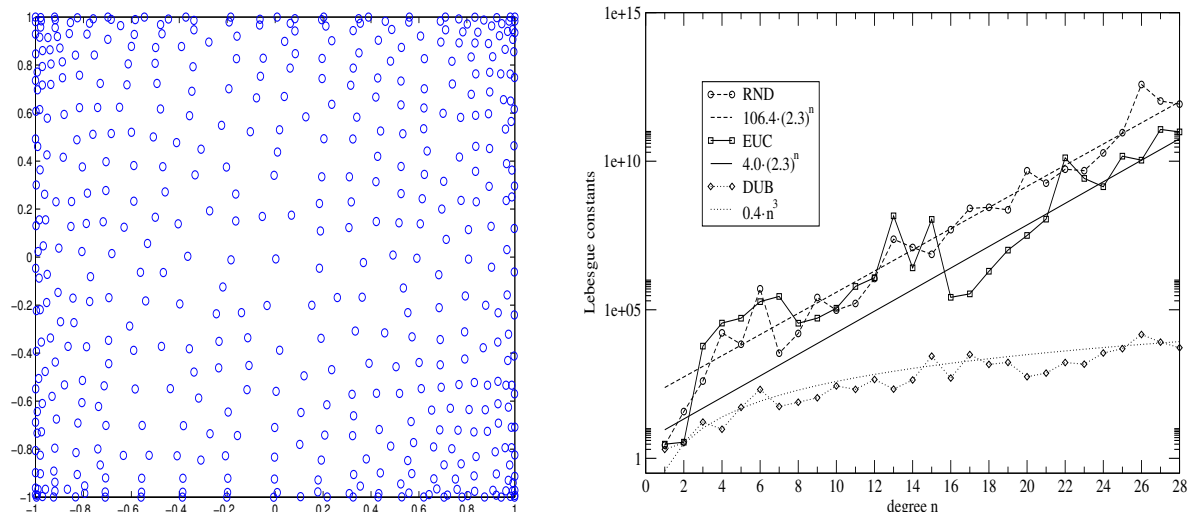 1
0.8
0.6
0.4
0.2
0
−0.2
−0.4
−0.6
−0.8
−1
−1 −0.8 −0.6 −0.4 −0.2 0 0.2 0.4 0.6 0.8 1
1e+15
1e+10
1e+05
1
Lebesgue constants
RND
106.4·(2.3)^n
EUC
4.0·(2.3)^n
DUB
0.4·n^3
0 2 4 6 8 10 12 14 16 18 20 22 24 26 28
degree n